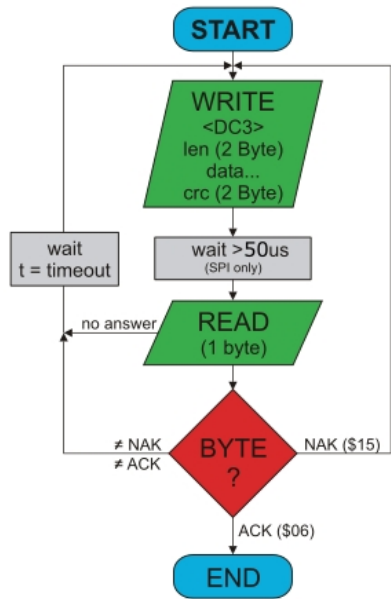 START
WRITE
<DC3>
len (2 Byte)
data...
crc (2 Byte)
wait
t = timeout
wait >50us
(SPI only)
no answer
READ
(1 byte)
≠ NAK
≠ ACK
BYTE
?
NAK ($15)
ACK ($06)
END